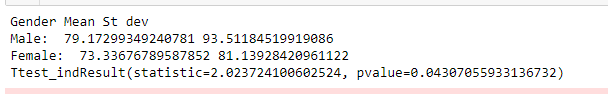 Gender Mean St dev
Male:  79.17299349240781 93.51184519919086
Female:  73.33676789587852 81.13928420961122
Ttest_indResult(statistic=2.023724100602524, pvalue=0.04307055933136732)